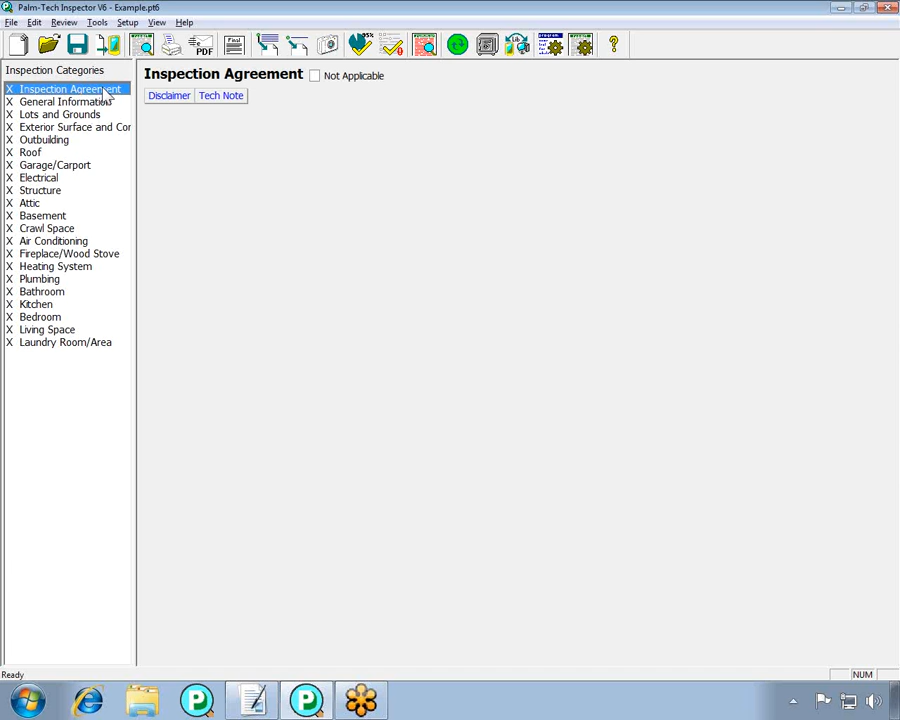 Palm-Tech Inspector V6 - Example.pt6
File Edit Review Tools Setup View Help
PDF
Final
95%
Lib
program
Inspection Categories
X Inspection Agreement
X General Information
X Lots and Grounds
X Exterior Surface and Cor
X Outbuilding
X Roof
X Garage/Carport
X Electrical
X Structure
X Attic
X Basement
X Crawl Space
X Air Conditioning
X Fireplace/Wood Stove
X Heating System
X Plumbing
X Bathroom
X Kitchen
X Bedroom
X Living Space
X Laundry Room/Area
Inspection Agreement Not Applicable
Disclaimer Tech Note
Ready
NUM